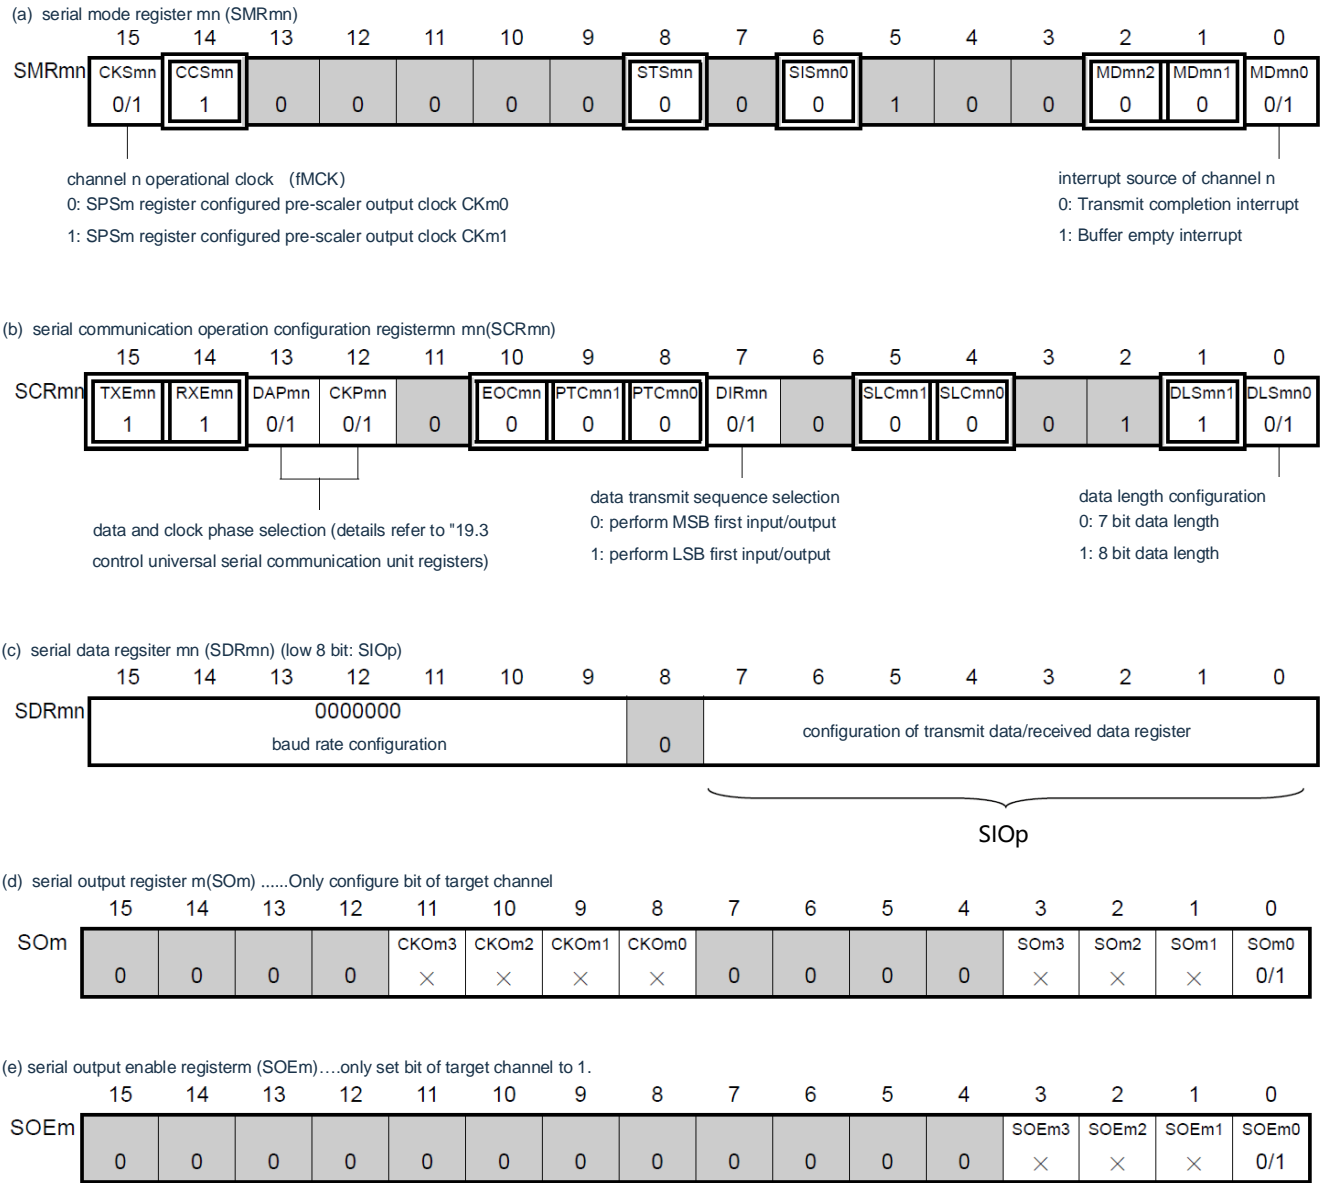 (a) serial mode register mn (SMRmn)
15 14 13 12 11 10 9 8 7 6 5 4 3 2 1 0
SMRmn CKSmn CCSmn STSmn SISmn0 MDmn2 MDmn1 MDmn0
0/1 1 0 0 0 0 0 0 0 0 1 0 0 0 0 0/1
channel n operational clock (fMCK)
0: SPSm register configured pre-scaler output clock CKm0
1: SPSm register configured pre-scaler output clock CKm1
interrupt source of channel n
0: Transmit completion interrupt
1: Buffer empty interrupt
(b) serial communication operation configuration registermn mn(SCRmn)
15 14 13 12 11 10 9 8 7 6 5 4 3 2 1 0
SCRmn TXEmn RXEmn DAPmn CKPmn EOCmn PTCmn1 PTCmn0 DIRmn SLCmn1 SLCmn0 DLSmn1 DLSmn0
1 1 0/1 0/1 0 0 0 0 0/1 0 0 0 0 1 1 0/1
data and clock phase selection (details refer to "19.3
control universal serial communication unit registers)
data transmit sequence selection
0: perform MSB first input/output
1: perform LSB first input/output
data length configuration
0: 7 bit data length
1: 8 bit data length
(c) serial data regsiter mn (SDRmn) (low 8 bit: SIOp)
15 14 13 12 11 10 9 8 7 6 5 4 3 2 1 0
SDRmn 0000000
baud rate configuration
0
configuration of transmit data/received data register
SIOp
(d) serial output register m(SOm) ......Only configure bit of target channel
15 14 13 12 11 10 9 8 7 6 5 4 3 2 1 0
SOm CKOm3 CKOm2 CKOm1 CKOm0 SOm3 SOm2 SOm1 SOm0
0 0 0 0 × × × × 0 0 0 0 × × × 0/1
(e) serial output enable registerm (SOEm)....only set bit of target channel to 1.
15 14 13 12 11 10 9 8 7 6 5 4 3 2 1 0
SOEm SOEm3 SOEm2 SOEm1 SOEm0
0 0 0 0 0 0 0 0 0 0 0 0 × × × 0/1